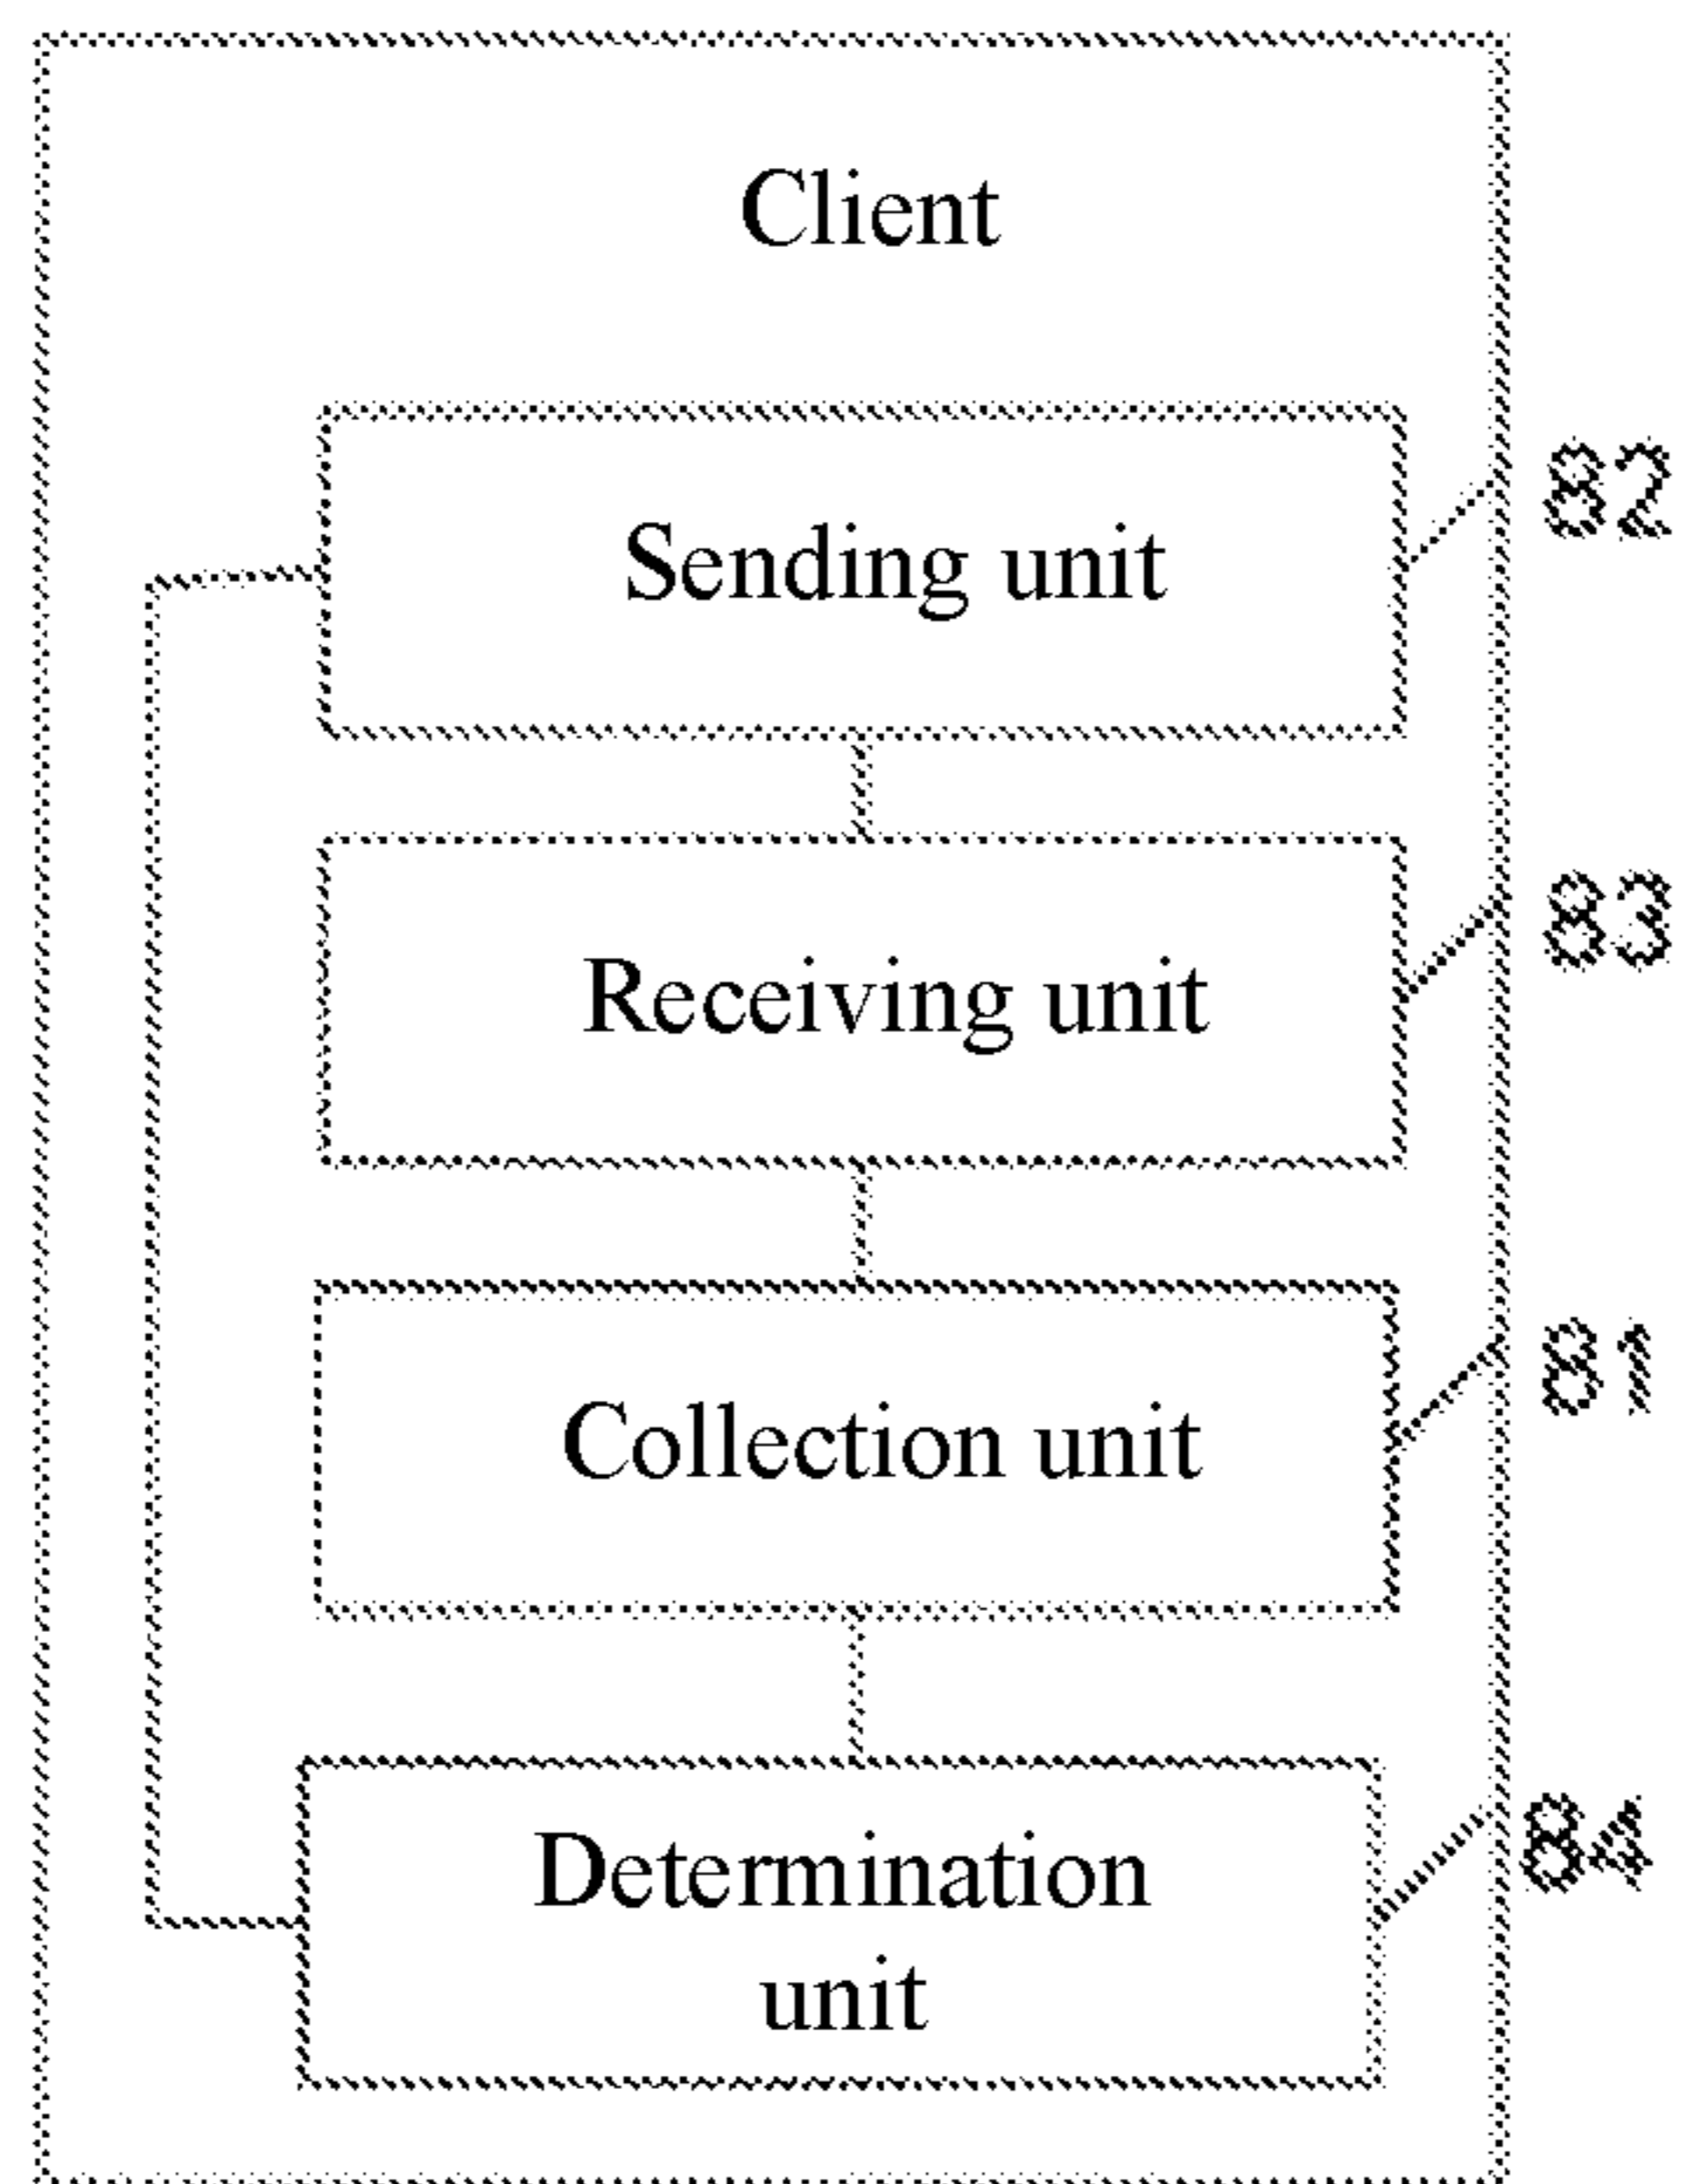 Client
Sending unit
82
Receiving unit
83
Collection unit
81
Determination
unit
84